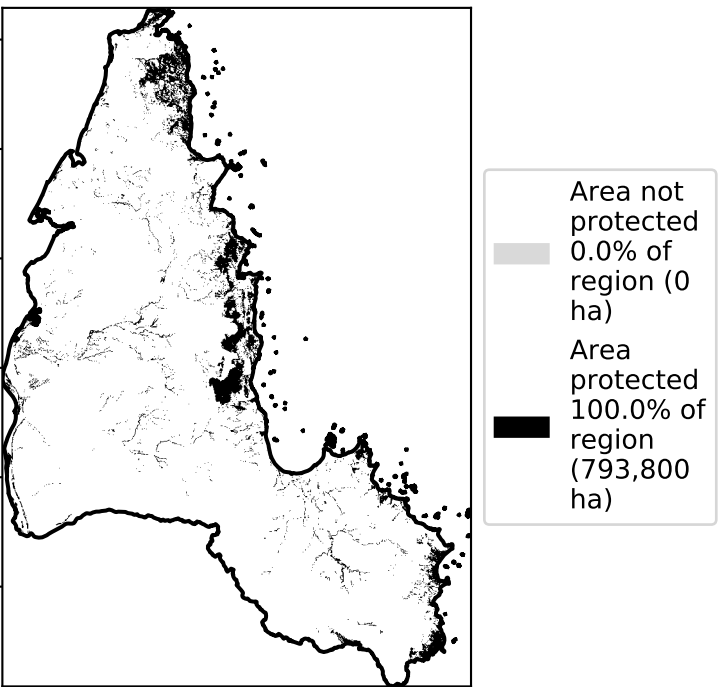 Area not
protected
0.0% of
region (0
ha)
Area
protected
100.0% of
region
(793,800
ha)